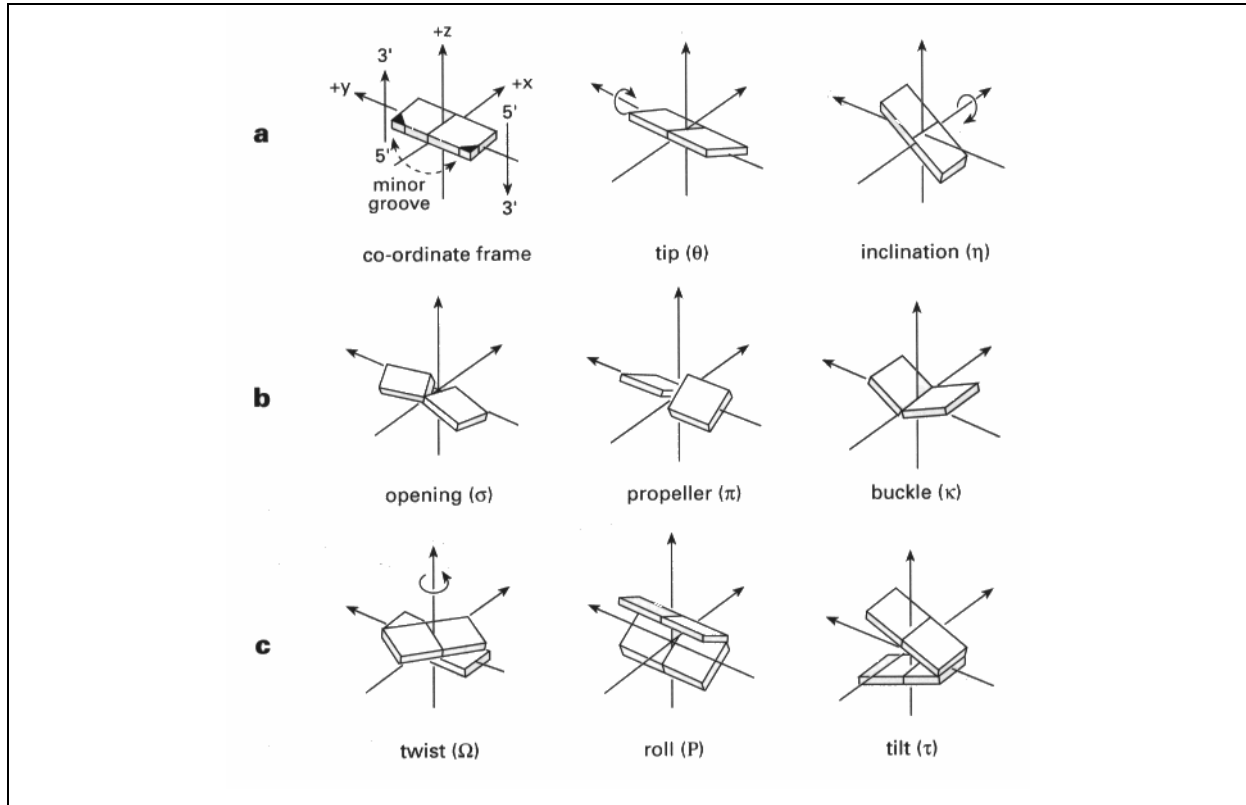 +z
3'
+y
+x
5'
a
5'
minor
groove
3'
co-ordinate frame
tip (θ)
inclination (η)
b
opening (σ)
propeller (π)
buckle (κ)
c
twist (Ω)
roll (P)
tilt (τ)